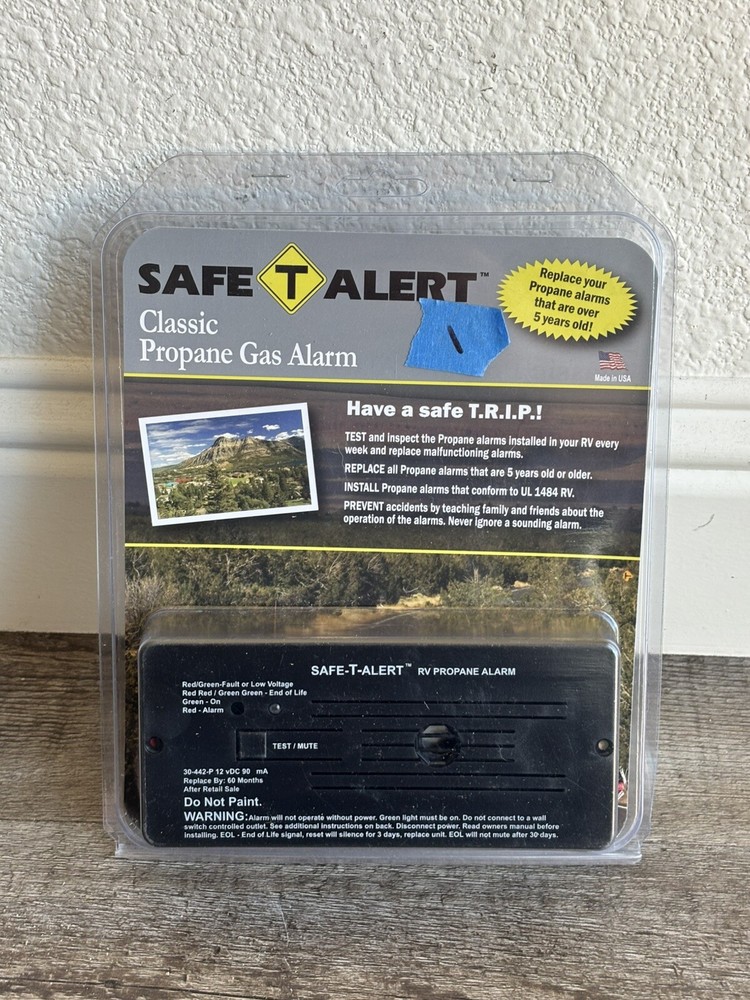 SAFE T ALERT™
Classic
Propane Gas Alarm
Replace your
Propane alarms
that are over
5 years old!
Made in USA
Have a safe T.R.I.P.!
TEST and inspect the Propane alarms installed in your RV every
week and replace malfunctioning alarms.
REPLACE all Propane alarms that are 5 years old or older.
INSTALL Propane alarms that conform to UL 1484 RV.
PREVENT accidents by teaching family and friends about the
operation of the alarms. Never ignore a sounding alarm.
SAFE-T-ALERT™ RV PROPANE ALARM
Red/Green-Fault or Low Voltage
Red Red / Green Green - End of Life
Green - On
Red - Alarm
TEST / MUTE
30-442-P 12 vDC 90 mA
Replace By: 60 Months
After Retail Sale
Do Not Paint.
WARNING: Alarm will not operate without power. Green light must be on. Do not connect to a wall
switch controlled outlet. See additional instructions on back. Disconnect power. Read owners manual before
installing. EOL - End of Life signal, reset will silence for 3 days, replace unit. EOL will not mute after 30 days.